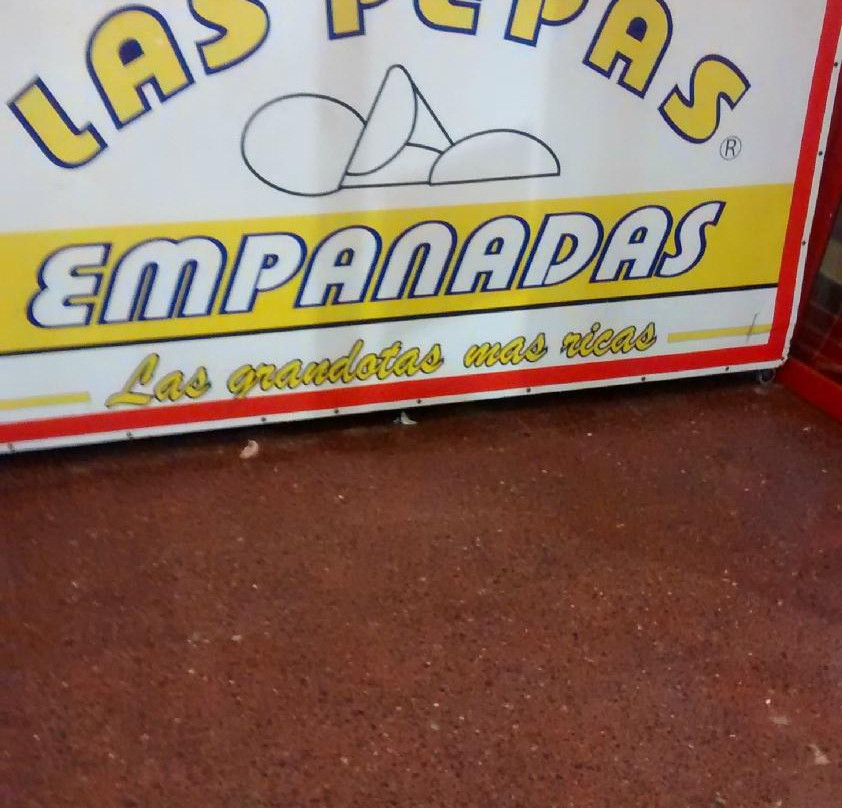 LAS PEPAS ®
EMPANADAS
Las grandotas mas ricas